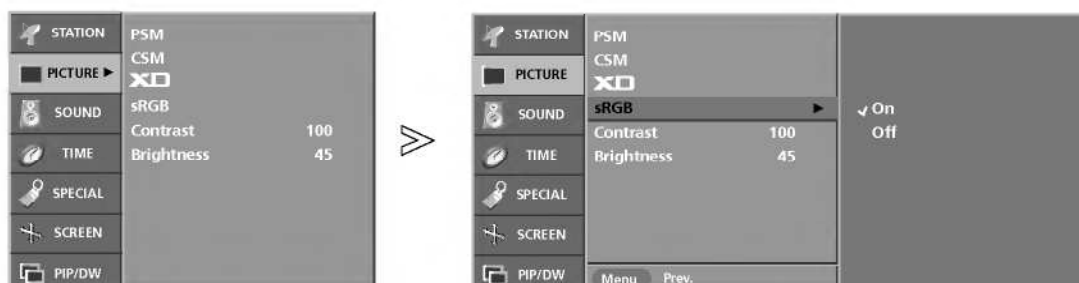 STATION
PICTURE
SOUND
TIME
SPECIAL
SCREEN
PIP/DW
PSM
CSM
XD
sRGB
Contrast 100
Brightness 45
STATION
PICTURE
SOUND
TIME
SPECIAL
SCREEN
PIP/DW
PSM
CSM
XD
sRGB
Contrast 100
Brightness 45
Menu Prev.
On
Off